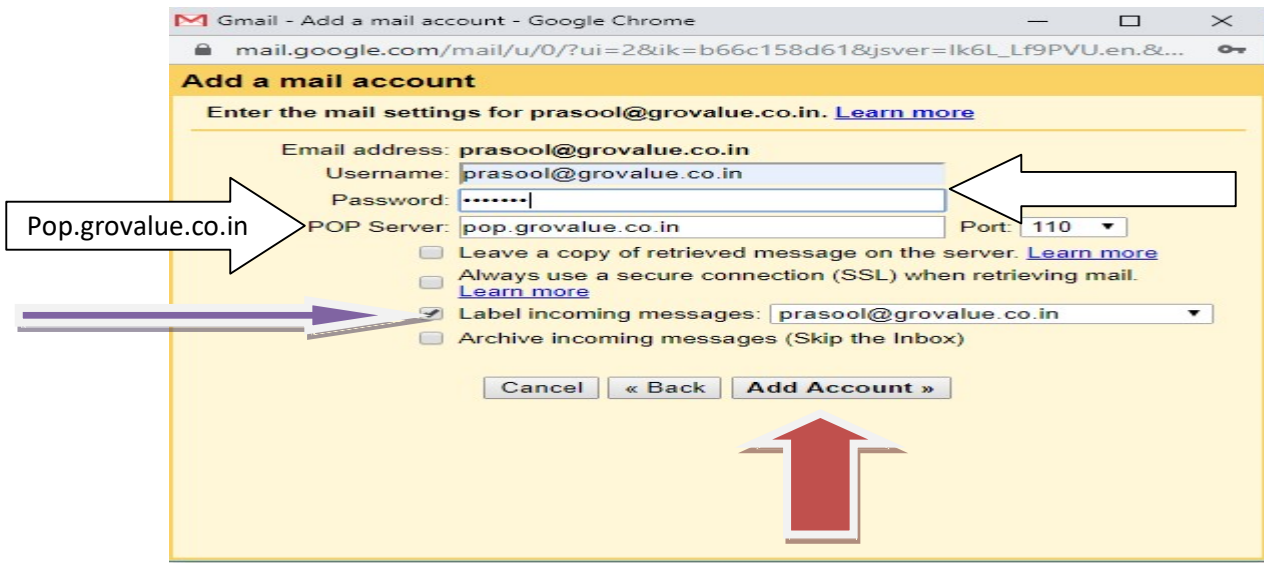 Gmail - Add a mail account - Google Chrome
mail.google.com/mail/u/0/?ui=2&ik=b66c158d61&jsver=lk6L_Lf9PVU.en.&...
Add a mail account
Enter the mail settings for prasool@grovalue.co.in. Learn more
Email address: prasool@grovalue.co.in
Username: prasool@grovalue.co.in
Password: •••••••
Pop.grovalue.co.in
POP Server: pop.grovalue.co.in Port: 110
Leave a copy of retrieved message on the server. Learn more
Always use a secure connection (SSL) when retrieving mail.
Learn more
Label incoming messages: prasool@grovalue.co.in
Archive incoming messages (Skip the Inbox)
Cancel « Back Add Account »